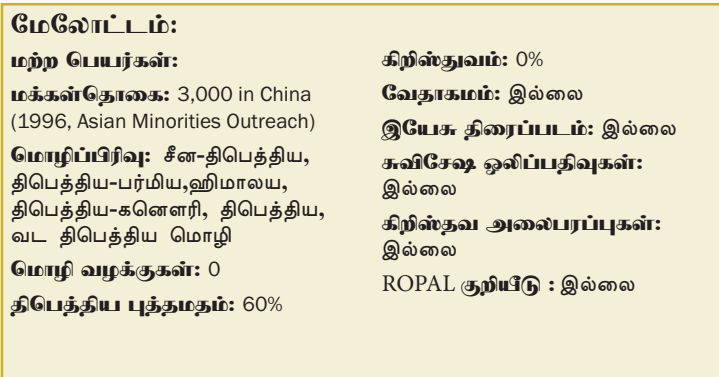 மேலோட்டம்:
மற்ற பெயர்கள்:
மக்கள்தொகை: 3,000 in China
(1996, Asian Minorities Outreach)
மொழிப்பிரிவு: சீன-திபெத்திய,
திபெத்திய-பர்மிய,ஹிமாலய,
திபெத்திய-கனௌரி, திபெத்திய,
வட திபெத்திய மொழி
மொழி வழக்குகள்: 0
திபெத்திய புத்தமதம்: 60%
கிறிஸ்துவம்: 0%
வேதாகமம்: இல்லை
இயேசு திரைப்படம்: இல்லை
சுவிசேஷ ஒலிப்பதிவுகள்:
இல்லை
கிறிஸ்தவ அலைபரப்புகள்:
இல்லை
ROPAL குறியீடு : இல்லை